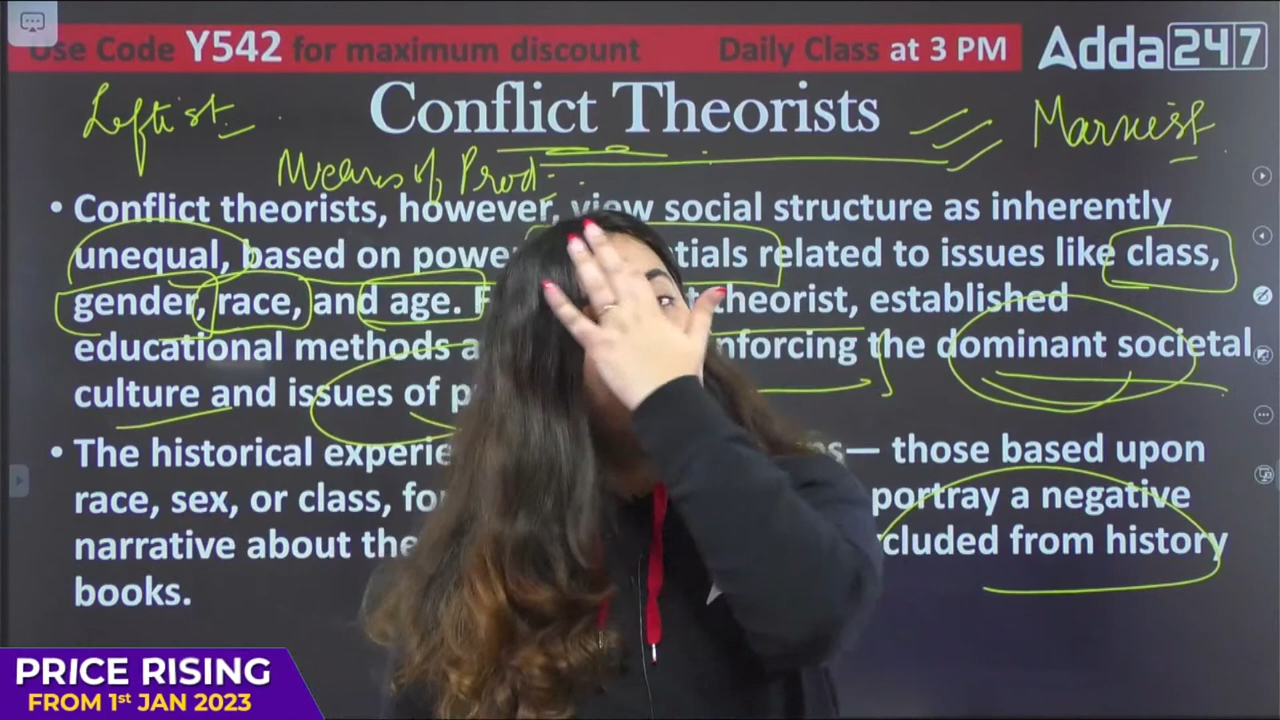 Use Code Y542 for maximum discount Daily Class at 3 PM Adda247
Leftist Conflict Theorists Marxist
Means of Prod:
• Conflict theorists, however, view social structure as inherently
unequal, based on power tials related to issues like class,
gender, race, and age. F t theorist, established
educational methods a nforcing the dominant societal
culture and issues of p
• The historical experie ns— those based upon
race, sex, or class, fo portray a negative
narrative about the cluded from history
books.
PRICE RISING
FROM 1st JAN 2023